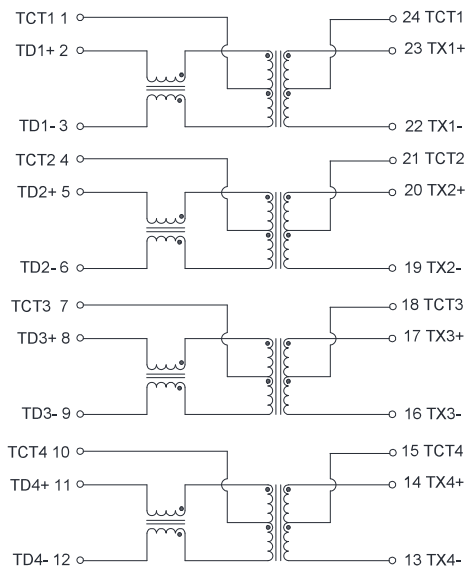 TCT1 1
24 TCT1
TD1+ 2
23 TX1+
TD1- 3
22 TX1-
TCT2 4
21 TCT2
TD2+ 5
20 TX2+
TD2- 6
19 TX2-
TCT3 7
18 TCT3
TD3+ 8
17 TX3+
TD3- 9
16 TX3-
TCT4 10
15 TCT4
TD4+ 11
14 TX4+
TD4- 12
13 TX4-